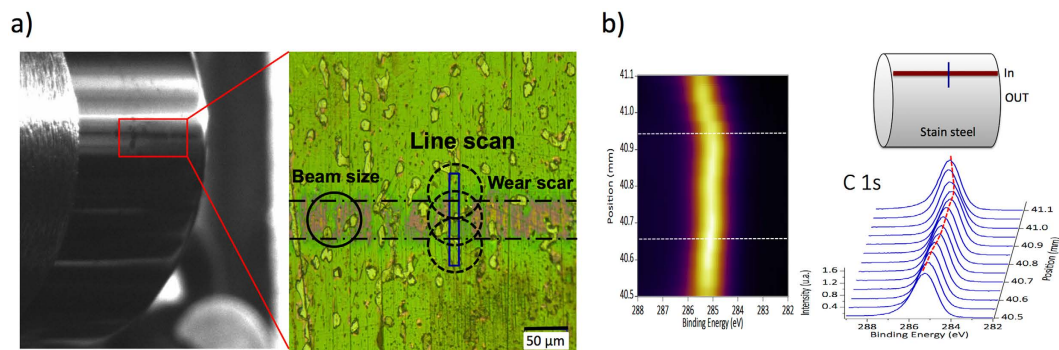 a)
Line scan
Beam size
Wear scar
50 µm
b)
41.1
41.0
40.9
40.8
40.7
40.6
40.5
Position (mm)
288 287 286 285 284 283 282
Binding Energy (eV)
In
OUT
Stain steel
C 1s
1.6
1.2
0.8
0.4
Intensity (u.a.)
41.1
41.0
40.9
40.8
40.7
40.6
40.5
Position (mm)
288 286 284 282
Binding Energy (eV)